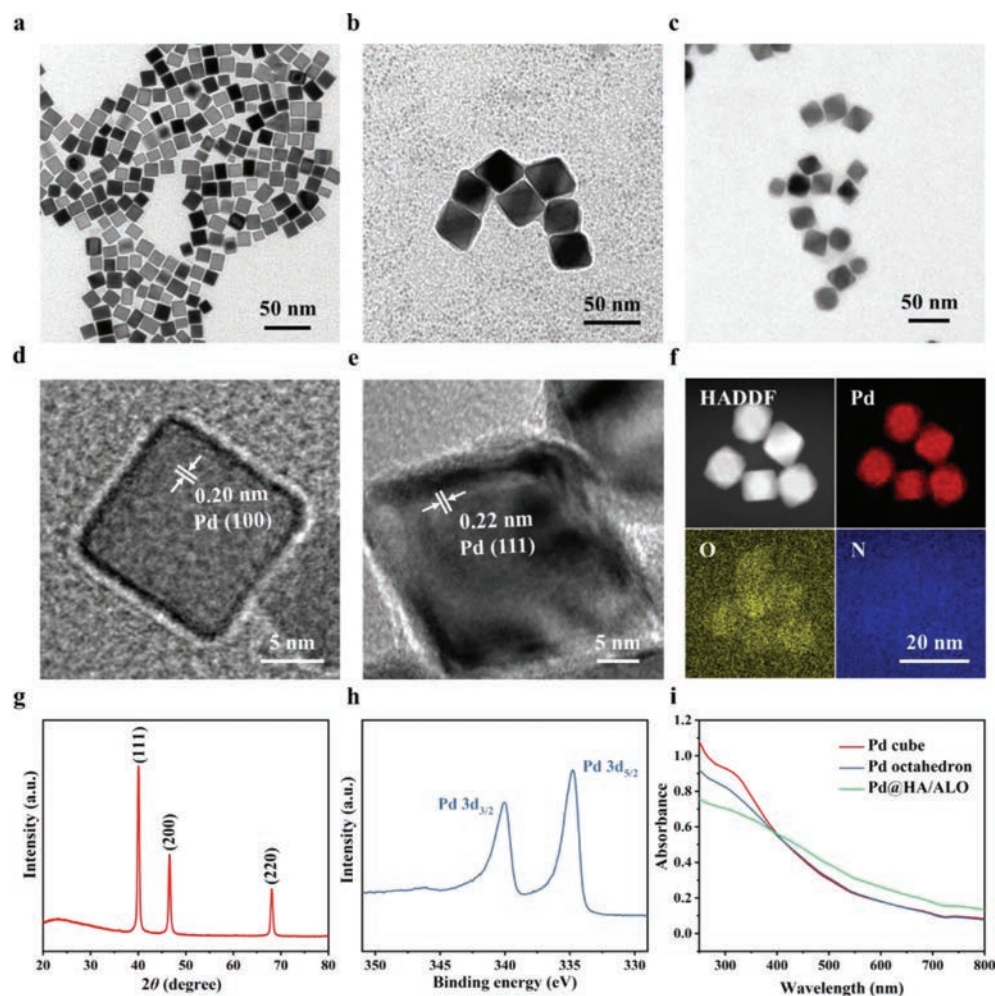 a
b
c
50 nm
50 nm
50 nm
d
e
f
0.20 nm
Pd (100)
5 nm
0.22 nm
Pd (111)
5 nm
HADDF
Pd
O
N
20 nm
g
h
i
(111)
(200)
(220)
Intensity (a.u.)
20 30 40 50 60 70 80
2θ (degree)
Pd 3d3/2
Pd 3d5/2
Intensity (a.u.)
350 345 340 335 330
Binding energy (eV)
Pd cube
Pd octahedron
Pd@HA/ALO
Absorbance
1.2
1.0
0.8
0.6
0.4
0.2
0.0
300 400 500 600 700 800
Wavelength (nm)